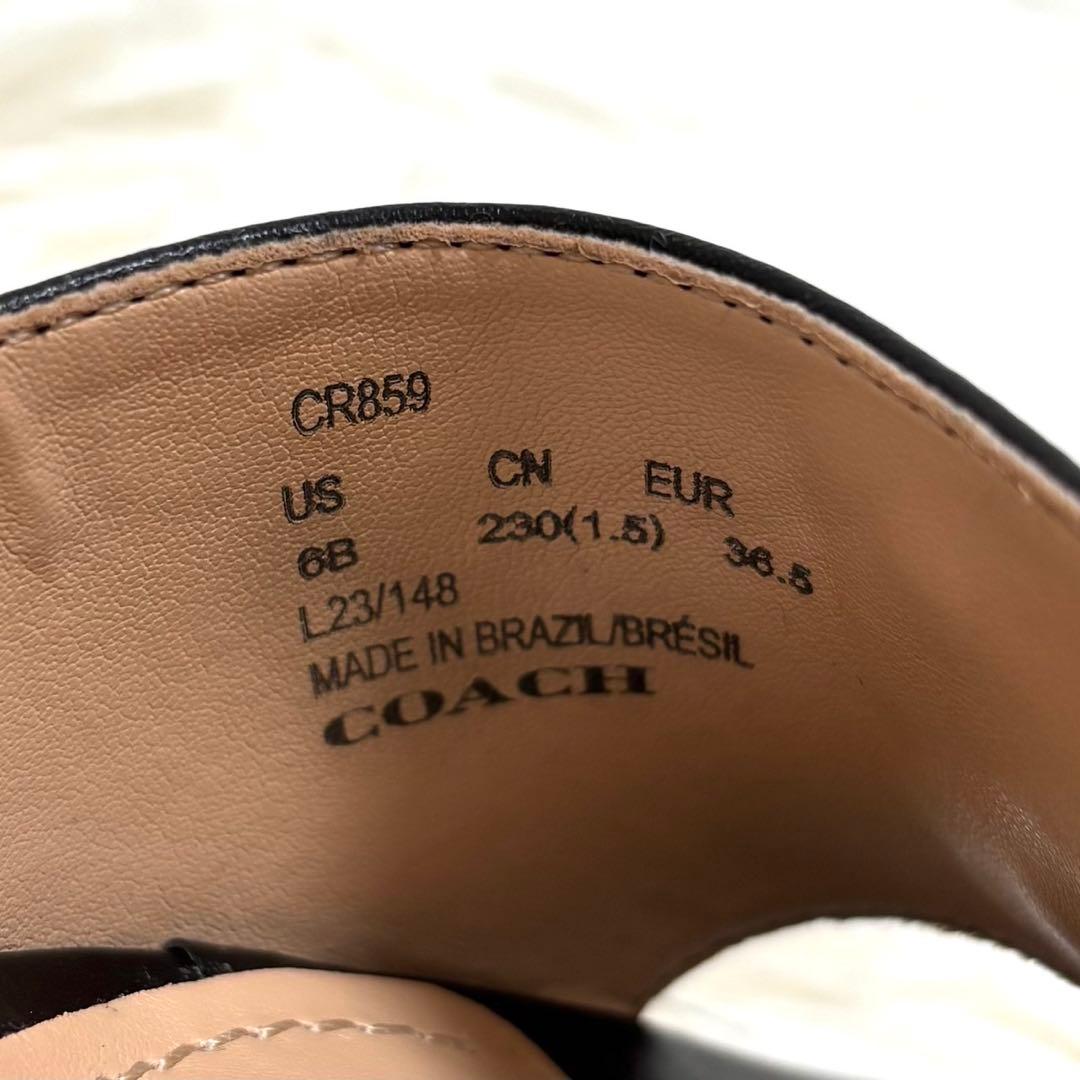 CR859
US CN EUR
6B 230(1.5) 36.5
L23/148
MADE IN BRAZIL/BRÉSIL
COACH